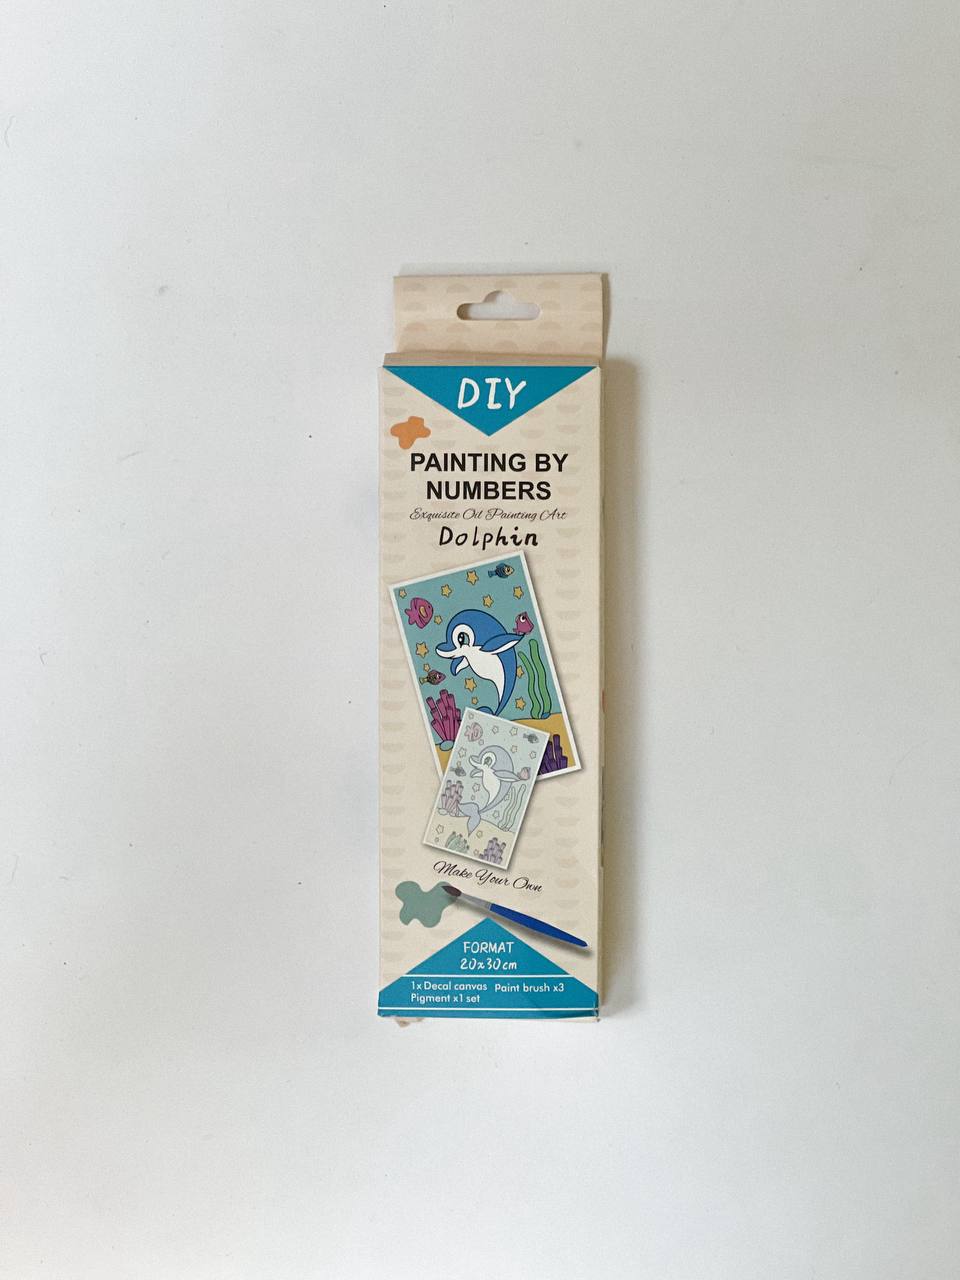 DIY
PAINTING BY
NUMBERS
Exquisite Oil Painting Art
Dolphin
Make Your Own
FORMAT
20x30cm
1x Decal canvas Paint brush x3
Pigment x1 set